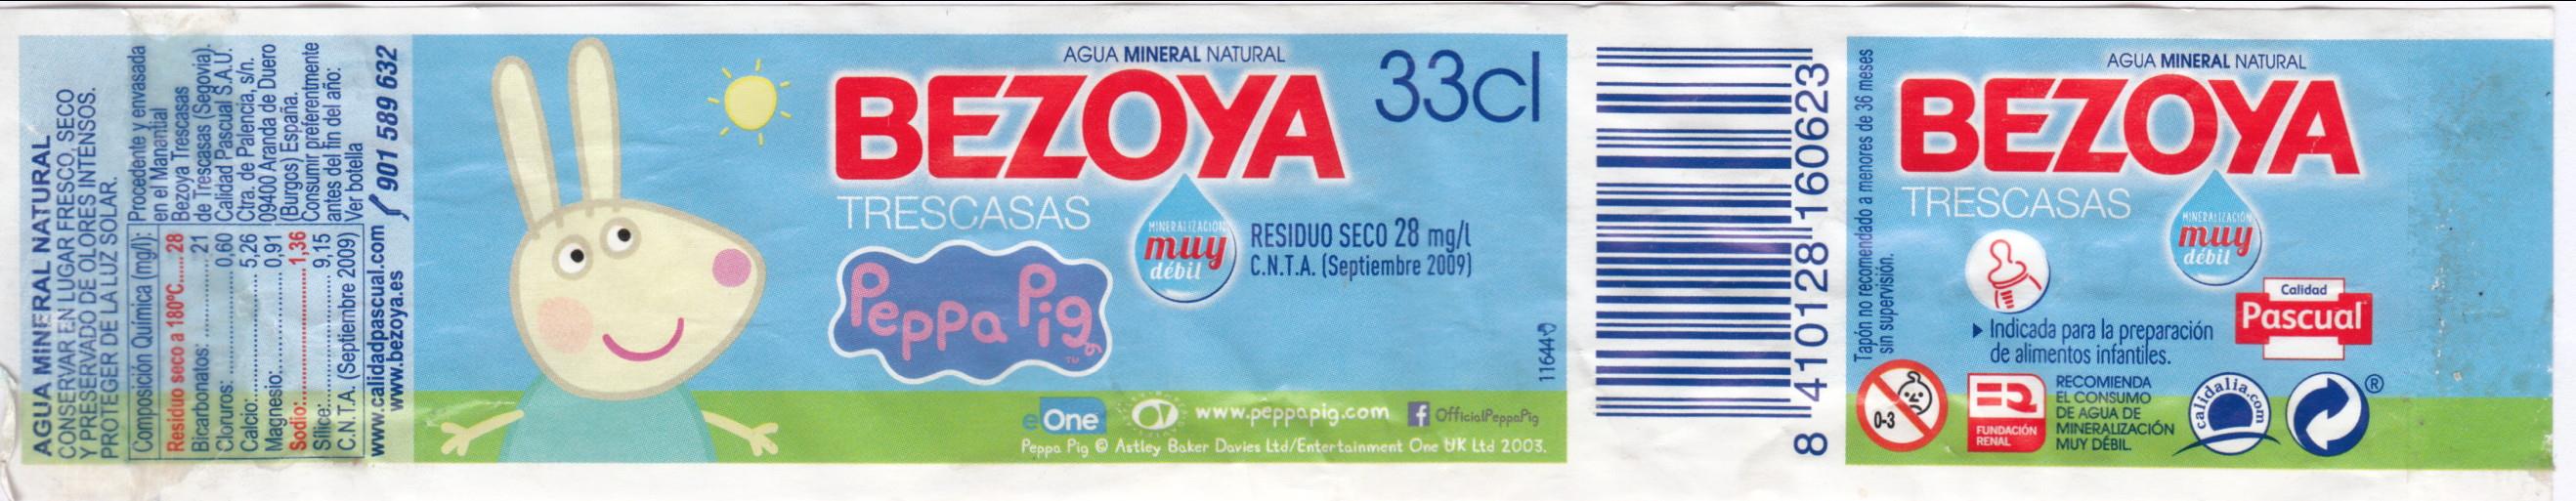 AGUA MINERAL NATURAL
CONSERVAR EN LUGAR FRESCO, SECO
Y PRESERVADO DE OLORES INTENSOS.
PROTEGER DE LA LUZ SOLAR.
Composición Química (mg/l):
Residuo seco a 180ºC...... 28
Bicarbonatos: .................. 21
Cloruros: ..................... 0,60
Calcio:......................... 5,26
Magnesio:.................... 0,91
Sodio:......................... 1,36
Sílice:.......................... 9,15
C.N.T.A. (Septienbre 2009)
Procedente y envasada
en el Manantial
Bezoya Trescasas
de Trescasas (Segovia).
Calidad Pascual S.A.U.
Ctra. de Palencia, s/n.
09400 Aranda de Duero
(Burgos) España.
Consumir preferentmente
antes del fin del año:
Ver botella
www.calidadpascual.com
www.bezoya.es
901 589 632
AGUA MINERAL NATURAL
33cl
BEZOYA
TRESCASAS
MINERALIZACIÓN
muy
débil
RESIDUO SECO 28 mg/l
C.N.T.A. (Septiembre 2009)
Peppa Pig
TM
11644
eOne
www.peppapig.com
f OfficialPeppaPig
Peppa Pig © Astley Baker Davies Ltd/Entertainment One UK Ltd 2003.
8 410128 160623
Tapón no recomendado a menores de 36 meses
sin supervisión.
AGUA MINERAL NATURAL
BEZOYA
TRESCASAS
MINERALIZACIÓN
muy
débil
Calidad
Pascual
▶ Indicada para la preparación
de alimentos infantiles.
0-3
FUNDACIÓN
RENAL
RECOMIENDA
EL CONSUMO
DE AGUA DE
MINERALIZACIÓN
MUY DÉBIL
calidalia.com
®